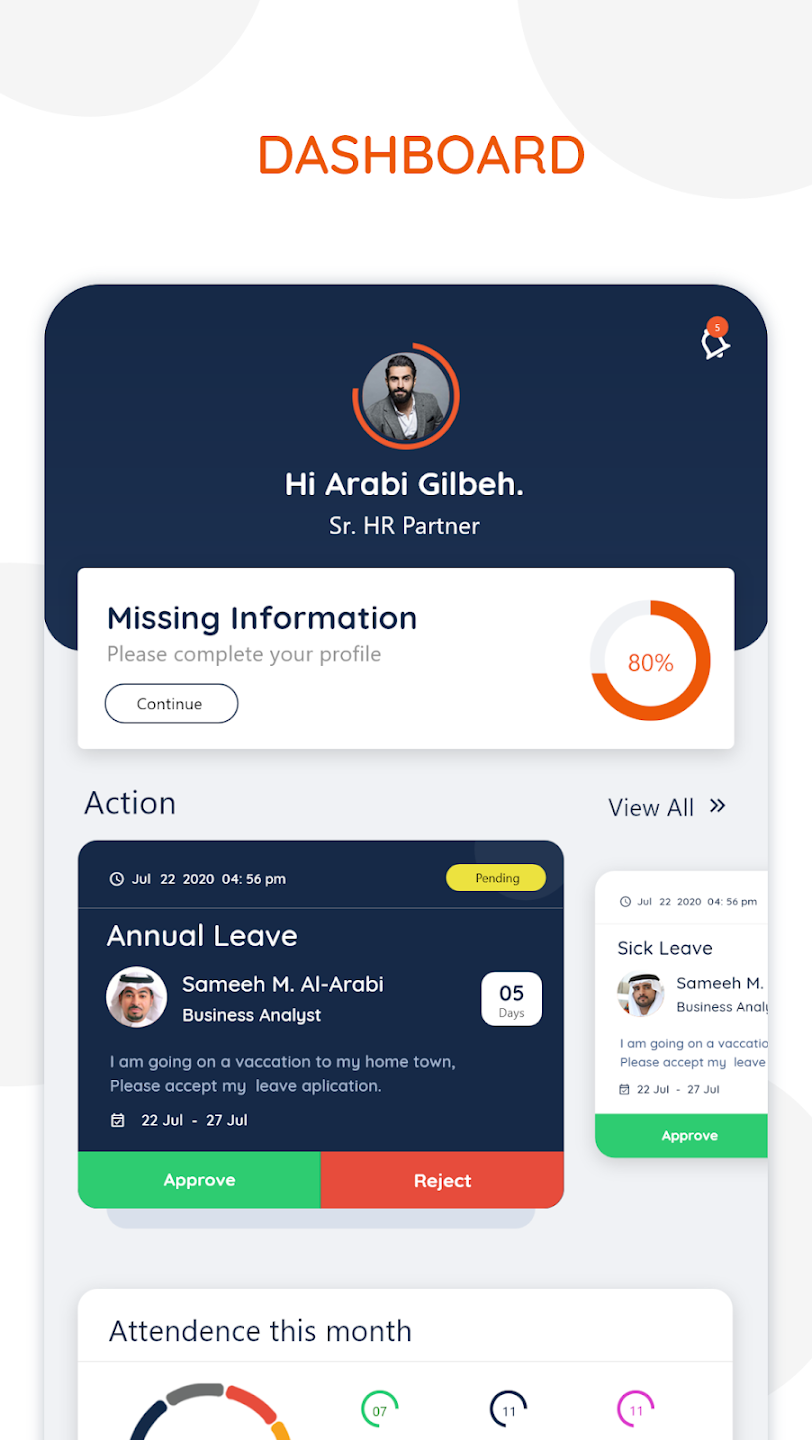 DASHBOARD
5
Hi Arabi Gilbeh.
Sr. HR Partner
Missing Information
Please complete your profile
80%
Continue
Action
View All
Jul 22 2020 04: 56 pm
Pending
Annual Leave
Sameeh M. Al-Arabi
Business Analyst
05
Days
I am going on a vaccation to my home town,
Please accept my leave aplication.
22 Jul - 27 Jul
Approve
Reject
Jul 22 2020 04: 56 pm
Sick Leave
Sameeh M.
Business Analy
I am going on a vaccatio
Please accept my leave
22 Jul - 27 Jul
Approve
Attendence this month
07
11
11